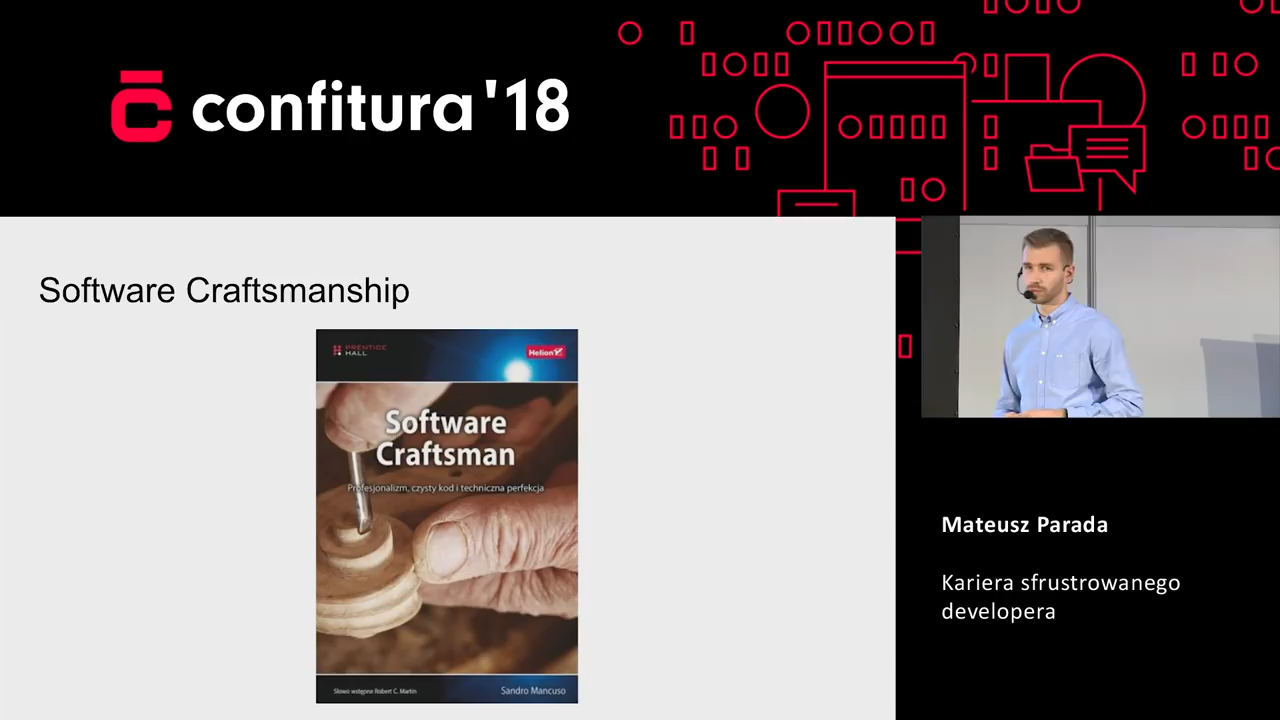 confitura '18
Software Craftsmanship
PRENTICE
HALL
Helion
Software
Craftsman
Profesjonalizm, czysty kod i techniczna perfekcja
Słowo wstępne Robert C. Martin
Sandro Mancuso
Mateusz Parada
Kariera sfrustrowanego
developera